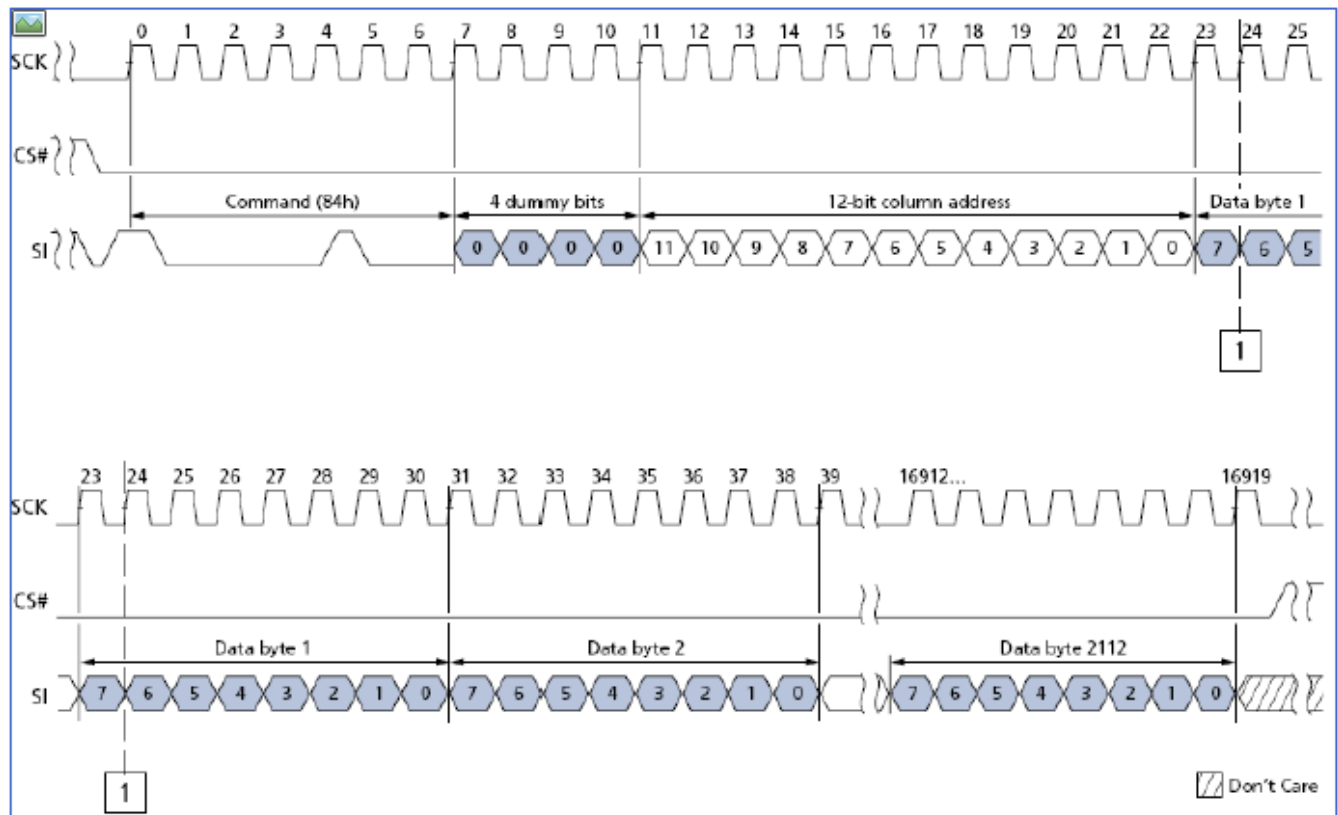 0 1 2 3 4 5 6 7 8 9 10 11 12 13 14 15 16 17 18 19 20 21 22 23 24 25
SCK
CS#
Command (84h) 4 dummy bits 12-bit column address Data byte 1
SI 0 0 0 0 11 10 9 8 7 6 5 4 3 2 1 0 7 6 5
1
23 24 25 26 27 28 29 30 31 32 33 34 35 36 37 38 39 16912... 16919
SCK
CS#
Data byte 1 Data byte 2 Data byte 2112
SI 7 6 5 4 3 2 1 0 7 6 5 4 3 2 1 0 7 6 5 4 3 2 1 0
1
Don't Care